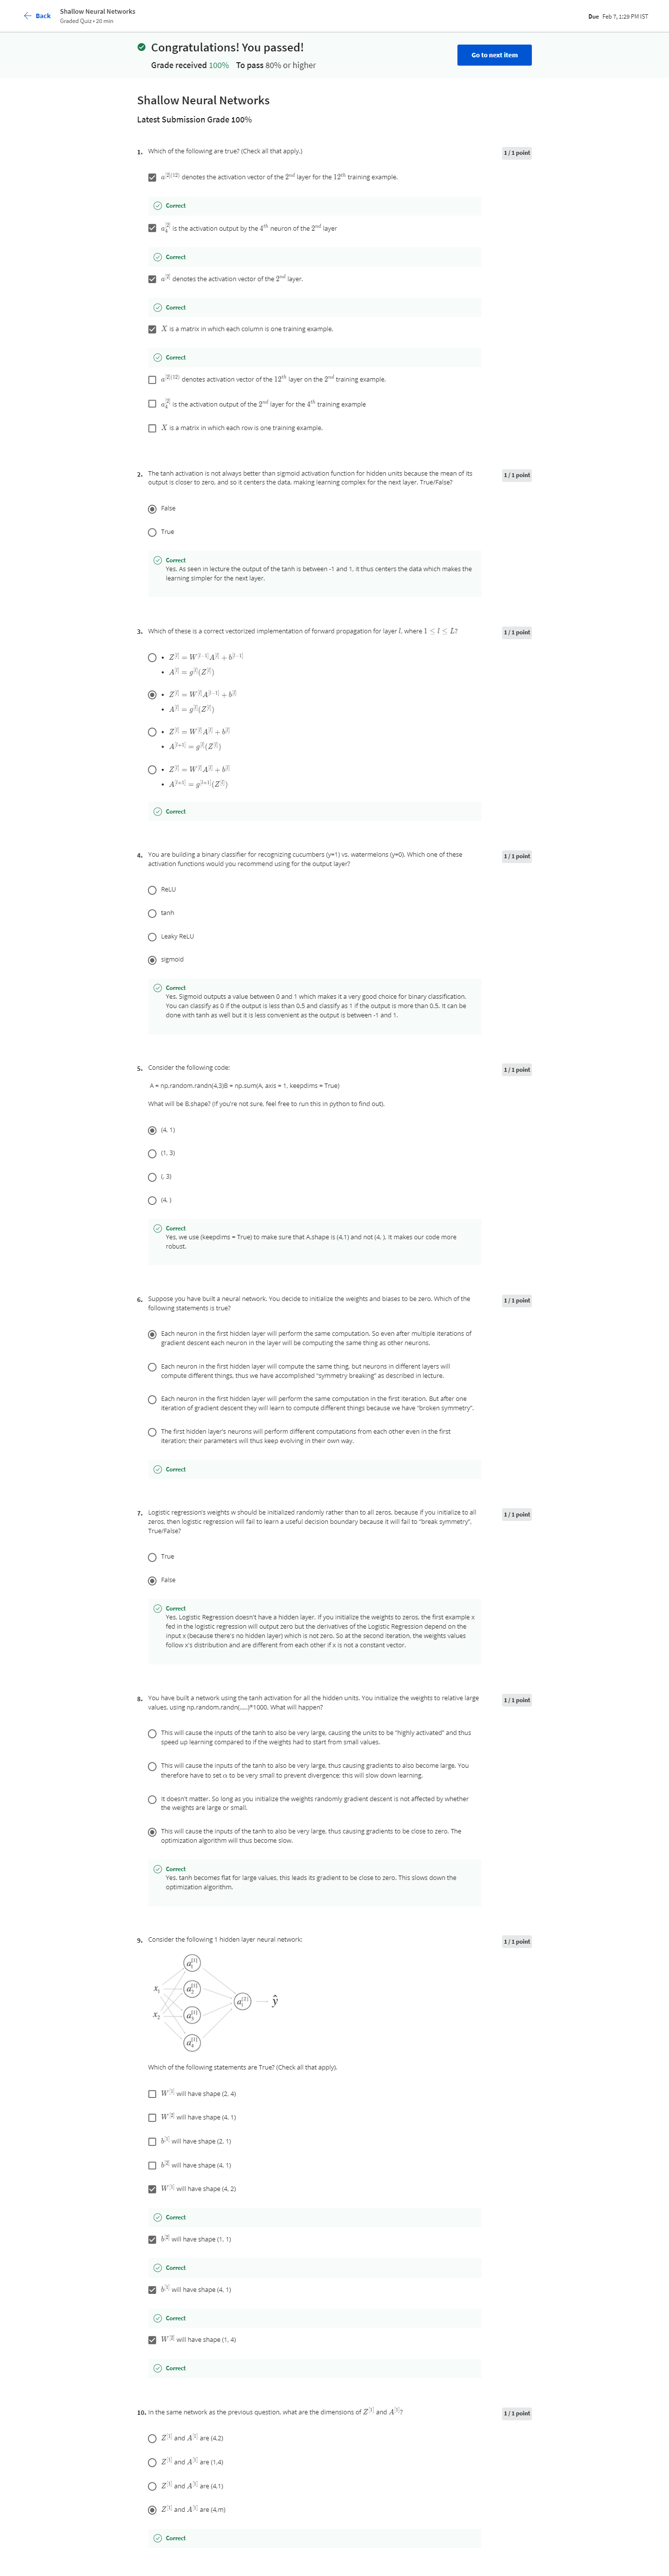 Back
Shallow Neural Networks
Graded Quiz • 20 min
Due Feb 7, 1:29 PM IST
Congratulations! You passed!
Grade received 100% To pass 80% or higher
Go to next item
Shallow Neural Networks
Latest Submission Grade 100%
1. Which of the following are true? (Check all that apply.)
1 / 1 point
a^{[2](12)} denotes the activation vector of the 2^{nd} layer for the 12^{th} training example.
Correct
a_4^{[2]} is the activation output by the 4^{th} neuron of the 2^{nd} layer
Correct
a^{[2]} denotes the activation vector of the 2^{nd} layer.
Correct
X is a matrix in which each column is one training example.
Correct
a^{[2](12)} denotes activation vector of the 12^{th} layer on the 2^{nd} training example.
a_4^{[2]} is the activation output of the 2^{nd} layer for the 4^{th} training example
X is a matrix in which each row is one training example.
2. The tanh activation is not always better than sigmoid activation function for hidden units because the mean of its
output is closer to zero, and so it centers the data, making learning complex for the next layer. True/False?
1 / 1 point
False
True
Correct
Yes. As seen in lecture the output of the tanh is between -1 and 1, it thus centers the data which makes the
learning simpler for the next layer.
3. Which of these is a correct vectorized implementation of forward propagation for layer l, where 1 ≤ l ≤ L?
1 / 1 point
• Z^{[l]} = W^{[l-1]} A^{[l]} + b^{[l-1]}
• A^{[l]} = g^{[l]}(Z^{[l]})
• Z^{[l]} = W^{[l]} A^{[l-1]} + b^{[l]}
• A^{[l]} = g^{[l]}(Z^{[l]})
• Z^{[l]} = W^{[l]} A^{[l]} + b^{[l]}
• A^{[l+1]} = g^{[l]}(Z^{[l]})
• Z^{[l]} = W^{[l]} A^{[l]} + b^{[l]}
• A^{[l+1]} = g^{[l+1]}(Z^{[l]})
Correct
4. You are building a binary classifier for recognizing cucumbers (y=1) vs. watermelons (y=0). Which one of these
activation functions would you recommend using for the output layer?
1 / 1 point
ReLU
tanh
Leaky ReLU
sigmoid
Correct
Yes. Sigmoid outputs a value between 0 and 1 which makes it a very good choice for binary classification.
You can classify as 0 if the output is less than 0.5 and classify as 1 if the output is more than 0.5. It can be
done with tanh as well but it is less convenient as the output is between -1 and 1.
5. Consider the following code:
1 / 1 point
A = np.random.randn(4,3)B = np.sum(A, axis = 1, keepdims = True)
What will be B.shape? (If you're not sure, feel free to run this in python to find out).
(4, 1)
(1, 3)
(, 3)
(4, )
Correct
Yes, we use (keepdims = True) to make sure that A.shape is (4,1) and not (4, ). It makes our code more
robust.
6. Suppose you have built a neural network. You decide to initialize the weights and biases to be zero. Which of the
following statements is true?
1 / 1 point
Each neuron in the first hidden layer will perform the same computation. So even after multiple iterations of
gradient descent each neuron in the layer will be computing the same thing as other neurons.
Each neuron in the first hidden layer will compute the same thing, but neurons in different layers will
compute different things, thus we have accomplished "symmetry breaking" as described in lecture.
Each neuron in the first hidden layer will perform the same computation in the first iteration. But after one
iteration of gradient descent they will learn to compute different things because we have "broken symmetry".
The first hidden layer's neurons will perform different computations from each other even in the first
iteration; their parameters will thus keep evolving in their own way.
Correct
7. Logistic regression's weights w should be initialized randomly rather than to all zeros, because if you initialize to all
zeros, then logistic regression will fail to learn a useful decision boundary because it will fail to "break symmetry",
True/False?
1 / 1 point
True
False
Correct
Yes, Logistic Regression doesn't have a hidden layer. If you initialize the weights to zeros, the first example x
fed in the logistic regression will output zero but the derivatives of the Logistic Regression depend on the
input x (because there's no hidden layer) which is not zero. So at the second iteration, the weights values
follow x's distribution and are different from each other if x is not a constant vector.
8. You have built a network using the tanh activation for all the hidden units. You initialize the weights to relative large
values, using np.random.randn(..,..)*1000. What will happen?
1 / 1 point
This will cause the inputs of the tanh to also be very large, causing the units to be "highly activated" and thus
speed up learning compared to if the weights had to start from small values.
This will cause the inputs of the tanh to also be very large, thus causing gradients to also become large. You
therefore have to set α to be very small to prevent divergence; this will slow down learning.
It doesn't matter. So long as you initialize the weights randomly gradient descent is not affected by whether
the weights are large or small.
This will cause the inputs of the tanh to also be very large, thus causing gradients to be close to zero. The
optimization algorithm will thus become slow.
Correct
Yes. tanh becomes flat for large values, this leads its gradient to be close to zero. This slows down the
optimization algorithm.
9. Consider the following 1 hidden layer neural network:
1 / 1 point
a_1^{[1]}
x_1
a_2^{[1]}
a_1^{[2]}
ŷ
x_2
a_3^{[1]}
a_4^{[1]}
Which of the following statements are True? (Check all that apply).
W^{[1]} will have shape (2, 4)
W^{[2]} will have shape (4, 1)
b^{[1]} will have shape (2, 1)
b^{[2]} will have shape (4, 1)
W^{[1]} will have shape (4, 2)
Correct
b^{[2]} will have shape (1, 1)
Correct
b^{[1]} will have shape (4, 1)
Correct
W^{[2]} will have shape (1, 4)
Correct
10. In the same network as the previous question, what are the dimensions of Z^{[1]} and A^{[1]}?
1 / 1 point
Z^{[1]} and A^{[1]} are (4,2)
Z^{[1]} and A^{[1]} are (1,4)
Z^{[1]} and A^{[1]} are (4,1)
Z^{[1]} and A^{[1]} are (4,m)
Correct